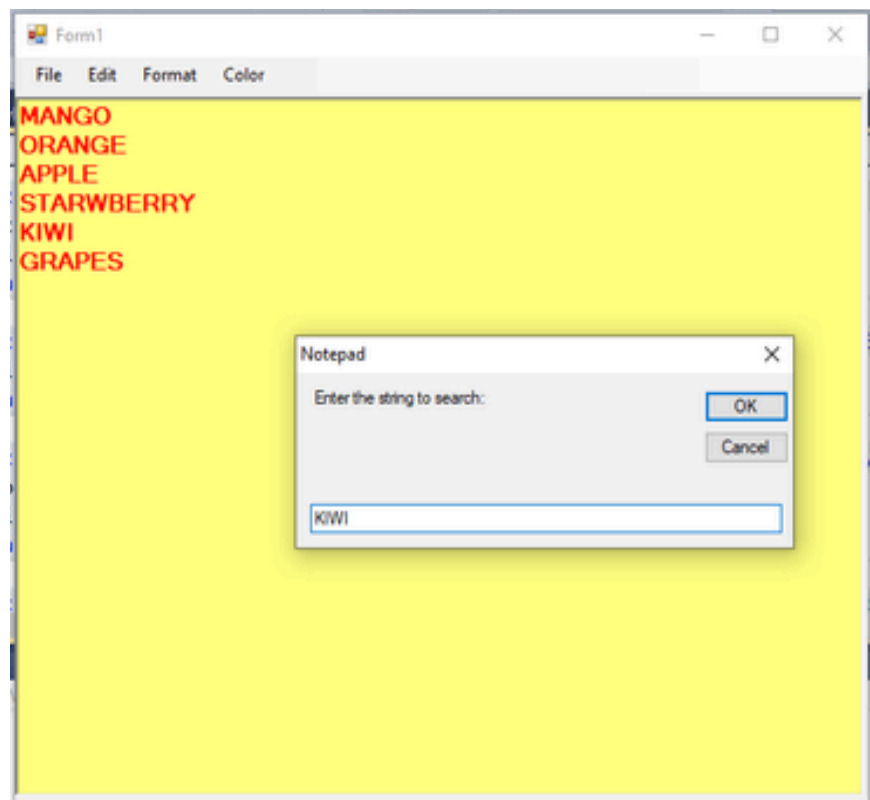 Form1
File Edit Format Color
MANGO
ORANGE
APPLE
STARWBERRY
KIWI
GRAPES
Notepad
Enter the string to search:
OK
Cancel
KIWI